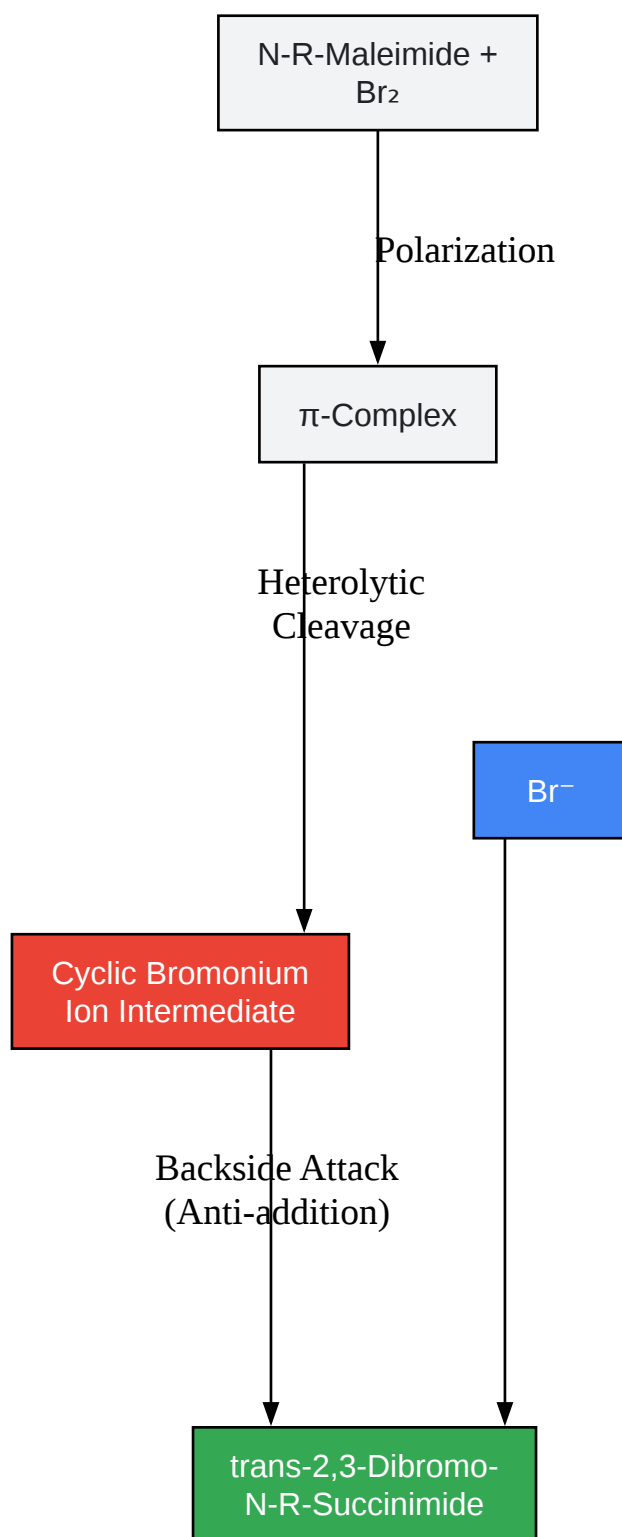 N-R-Maleimide +
Br₂
Polarization
π-Complex
Heterolytic
Cleavage
Br⁻
Cyclic Bromonium
Ion Intermediate
Backside Attack
(Anti-addition)
trans-2,3-Dibromo-
N-R-Succinimide